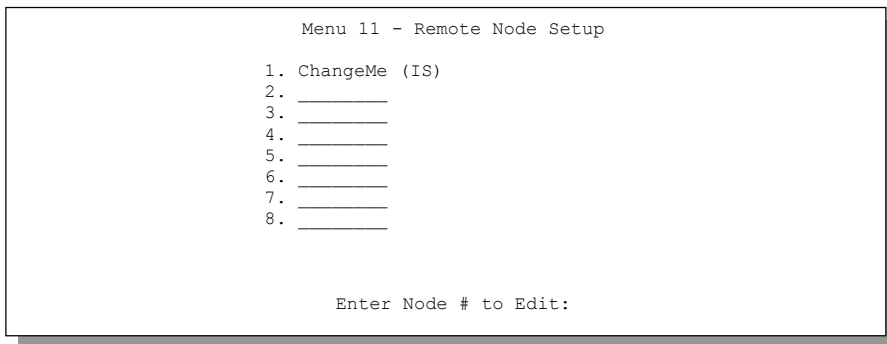 Menu 11 - Remote Node Setup
1. ChangeMe (IS)
2. ________
3. ________
4. ________
5. ________
6. ________
7. ________
8. ________
Enter Node # to Edit: